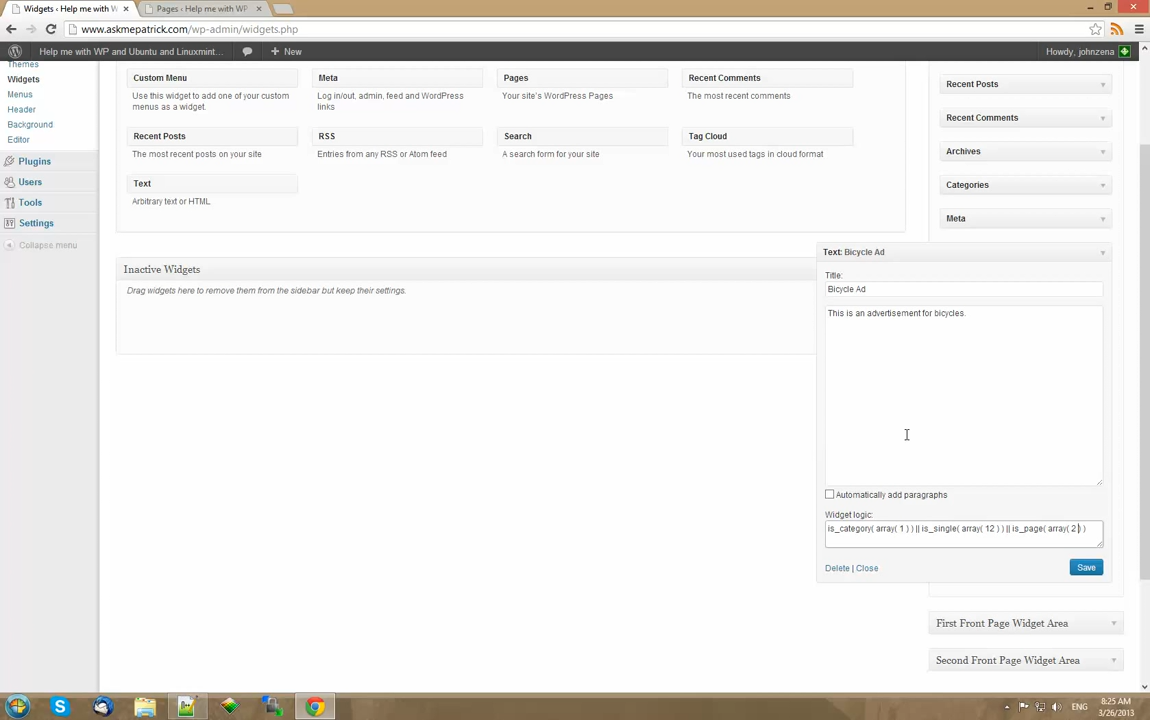 Widgets ‹ Help me with W
Pages ‹ Help me with WP a
www.askmepatrick.com/wp-admin/widgets.php
Help me with WP and Ubuntu and Linuxmint...
New
Howdy, johnzena
Themes
Widgets
Menus
Header
Background
Editor
Plugins
Users
Tools
Settings
Collapse menu
Custom Menu
Use this widget to add one of your custom
menus as a widget.
Meta
Log in/out, admin, feed and WordPress
links
Pages
Your site's WordPress Pages
Recent Comments
The most recent comments
Recent Posts
The most recent posts on your site
RSS
Entries from any RSS or Atom feed
Search
A search form for your site
Tag Cloud
Your most used tags in cloud format
Text
Arbitrary text or HTML
Inactive Widgets
Drag widgets here to remove them from the sidebar but keep their settings.
Recent Posts
Recent Comments
Archives
Categories
Meta
Text: Bicycle Ad
Title:
Bicycle Ad
This is an advertisement for bicycles.
Automatically add paragraphs
Widget logic:
is_category( array( 1 ) ) || is_single( array( 12 ) ) || is_page( array( 2 ) )
Delete | Close
Save
First Front Page Widget Area
Second Front Page Widget Area
ENG
8:25 AM
3/26/2013